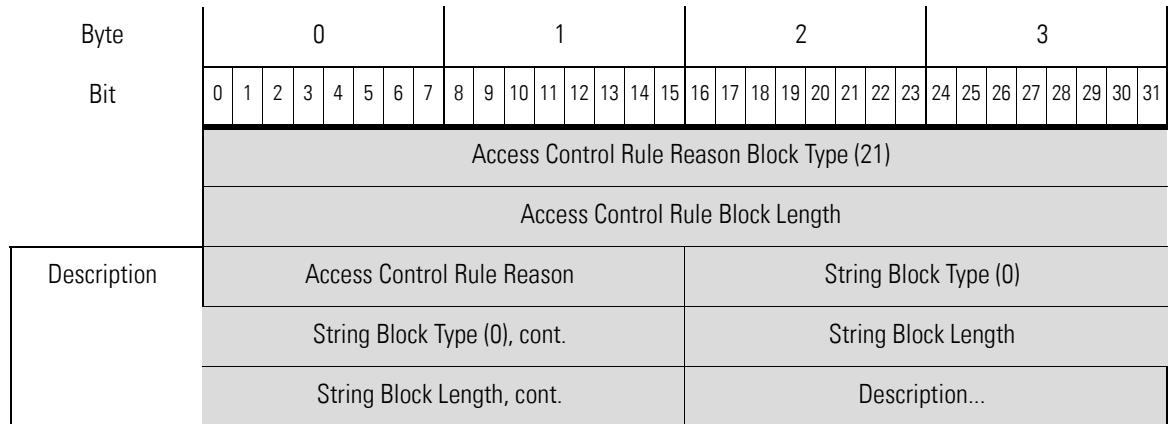 Byte 0 1 2 3
Bit 0 1 2 3 4 5 6 7 8 9 10 11 12 13 14 15 16 17 18 19 20 21 22 23 24 25 26 27 28 29 30 31
Access Control Rule Reason Block Type (21)
Access Control Rule Block Length
Description Access Control Rule Reason String Block Type (0)
String Block Type (0), cont. String Block Length
String Block Length, cont. Description...